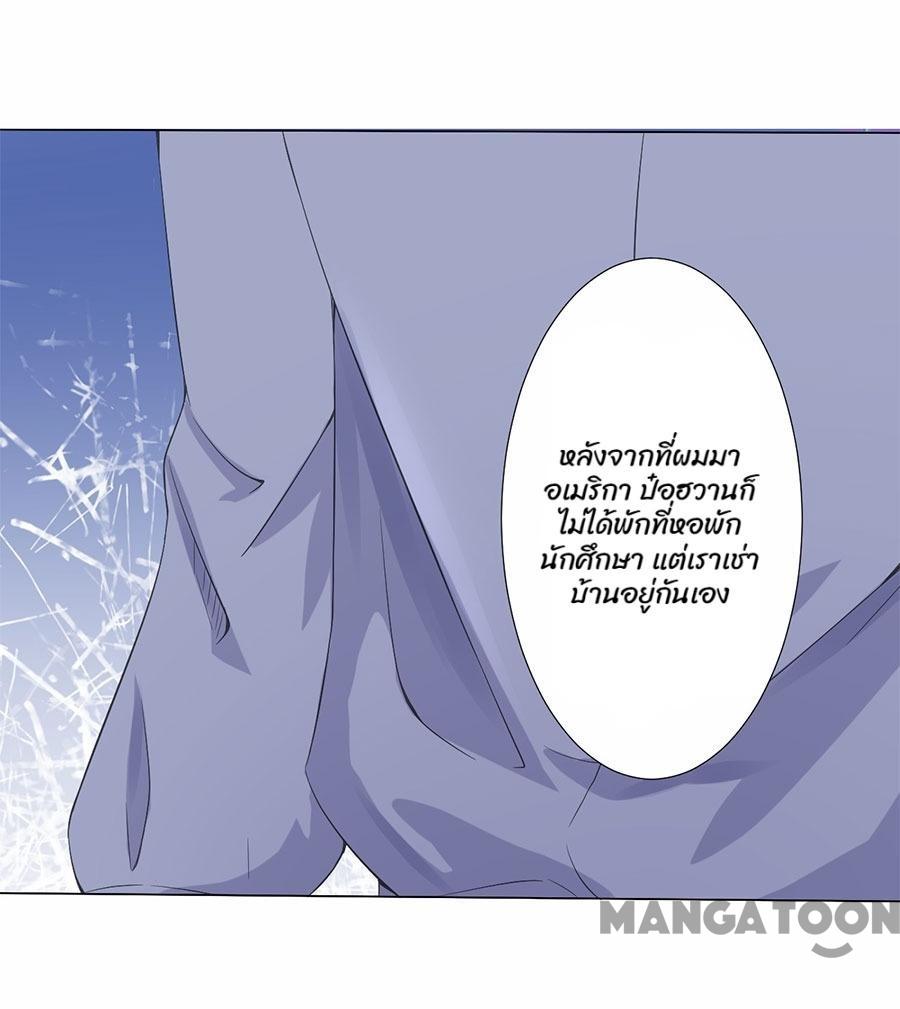 หลังจากที่ผมมา
อเมริกา ป๋อฮวานก็
ไม่ได้พักที่หอพัก
นักศึกษา แต่เราเช่า
บ้านอยู่กันเอง
MANGATOON